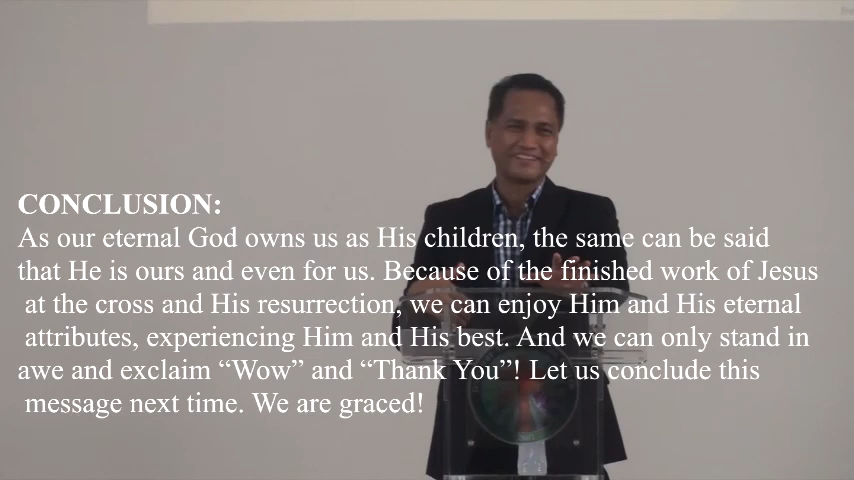 CONCLUSION:
As our eternal God owns us as His children, the same can be said
that He is ours and even for us. Because of the finished work of Jesus
at the cross and His resurrection, we can enjoy Him and His eternal
attributes, experiencing Him and His best. And we can only stand in
awe and exclaim “Wow” and “Thank You”! Let us conclude this
message next time. We are graced!